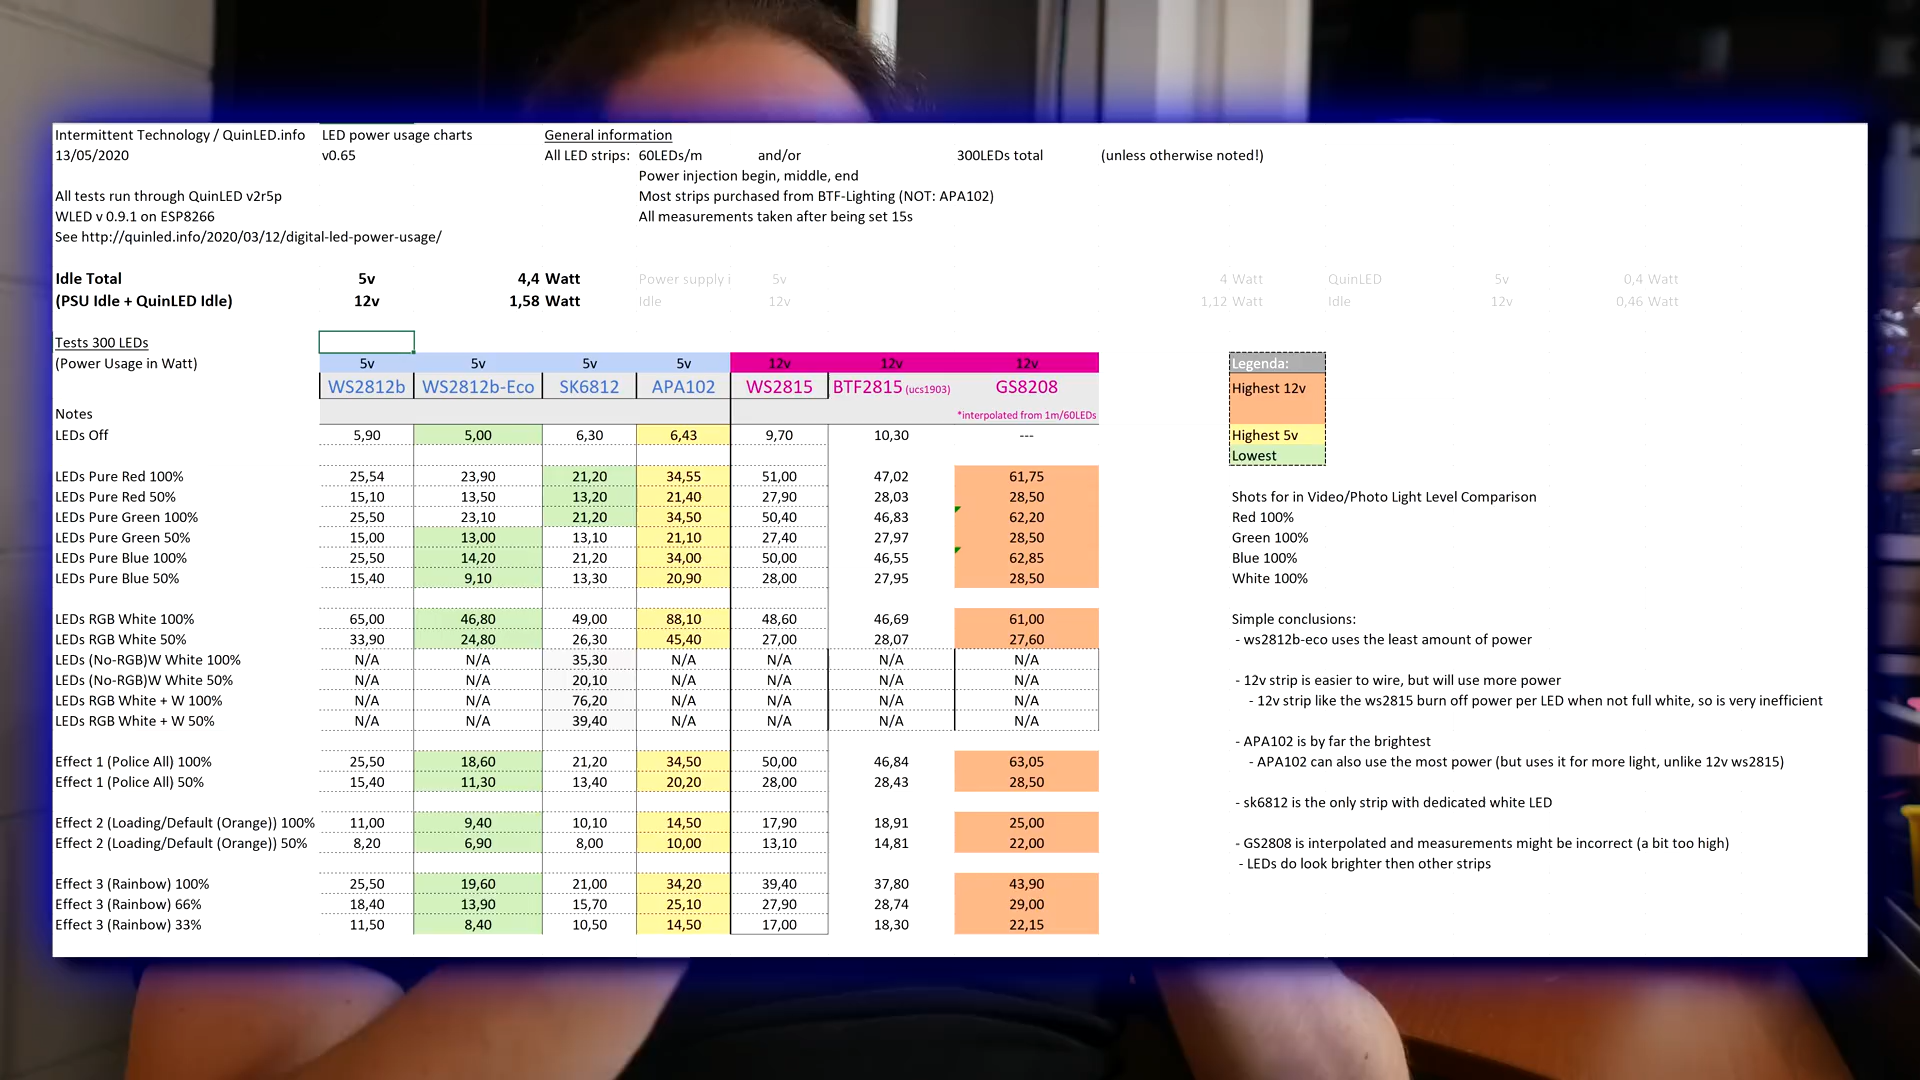 Intermittent Technology / QuinLED.info LED power usage charts General information
13/05/2020 v0.65 All LED strips: 60LEDs/m and/or 300LEDs total (unless otherwise noted!)
Power injection begin, middle, end
All tests run through QuinLED v2r5p Most strips purchased from BTF-Lighting (NOT: APA102)
WLED v 0.9.1 on ESP8266 All measurements taken after being set 15s
See http://quinled.info/2020/03/12/digital-led-power-usage/
Idle Total 5v 4,4 Watt Power supply i 5v 4 Watt QuinLED 5v 0,4 Watt
(PSU Idle + QuinLED Idle) 12v 1,58 Watt Idle 12v 1,12 Watt Idle 12v 0,46 Watt
Tests 300 LEDs
(Power Usage in Watt) 5v 5v 5v 5v 12v 12v 12v Legenda:
WS2812b WS2812b-Eco SK6812 APA102 WS2815 BTF2815 (ucs1903) GS8208 Highest 12v
Notes *interpolated from 1m/60LEDs
LEDs Off 5,90 5,00 6,30 6,43 9,70 10,30 --- Highest 5v
Lowest
LEDs Pure Red 100% 25,54 23,90 21,20 34,55 51,00 47,02 61,75
LEDs Pure Red 50% 15,10 13,50 13,20 21,40 27,90 28,03 28,50 Shots for in Video/Photo Light Level Comparison
LEDs Pure Green 100% 25,50 23,10 21,20 34,50 50,40 46,83 62,20 Red 100%
LEDs Pure Green 50% 15,00 13,00 13,10 21,10 27,40 27,97 28,50 Green 100%
LEDs Pure Blue 100% 25,50 14,20 21,20 34,00 50,00 46,55 62,85 Blue 100%
LEDs Pure Blue 50% 15,40 9,10 13,30 20,90 28,00 27,95 28,50 White 100%
LEDs RGB White 100% 65,00 46,80 49,00 88,10 48,60 46,69 61,00 Simple conclusions:
LEDs RGB White 50% 33,90 24,80 26,30 45,40 27,00 28,07 27,60 - ws2812b-eco uses the least amount of power
LEDs (No-RGB)W White 100% N/A N/A 35,30 N/A N/A N/A N/A
LEDs (No-RGB)W White 50% N/A N/A 20,10 N/A N/A N/A N/A - 12v strip is easier to wire, but will use more power
LEDs RGB White + W 100% N/A N/A 76,20 N/A N/A N/A N/A - 12v strip like the ws2815 burn off power per LED when not full white, so is very inefficient
LEDs RGB White + W 50% N/A N/A 39,40 N/A N/A N/A N/A
- APA102 is by far the brightest
Effect 1 (Police All) 100% 25,50 18,60 21,20 34,50 50,00 46,84 63,05 - APA102 can also use the most power (but uses it for more light, unlike 12v ws2815)
Effect 1 (Police All) 50% 15,40 11,30 13,40 20,20 28,00 28,43 28,50
- sk6812 is the only strip with dedicated white LED
Effect 2 (Loading/Default (Orange)) 100% 11,00 9,40 10,10 14,50 17,90 18,91 25,00
Effect 2 (Loading/Default (Orange)) 50% 8,20 6,90 8,00 10,00 13,10 14,81 22,00 - GS2808 is interpolated and measurements might be incorrect (a bit too high)
- LEDs do look brighter then other strips
Effect 3 (Rainbow) 100% 25,50 19,60 21,00 34,20 39,40 37,80 43,90
Effect 3 (Rainbow) 66% 18,40 13,90 15,70 25,10 27,90 28,74 29,00
Effect 3 (Rainbow) 33% 11,50 8,40 10,50 14,50 17,00 18,30 22,15